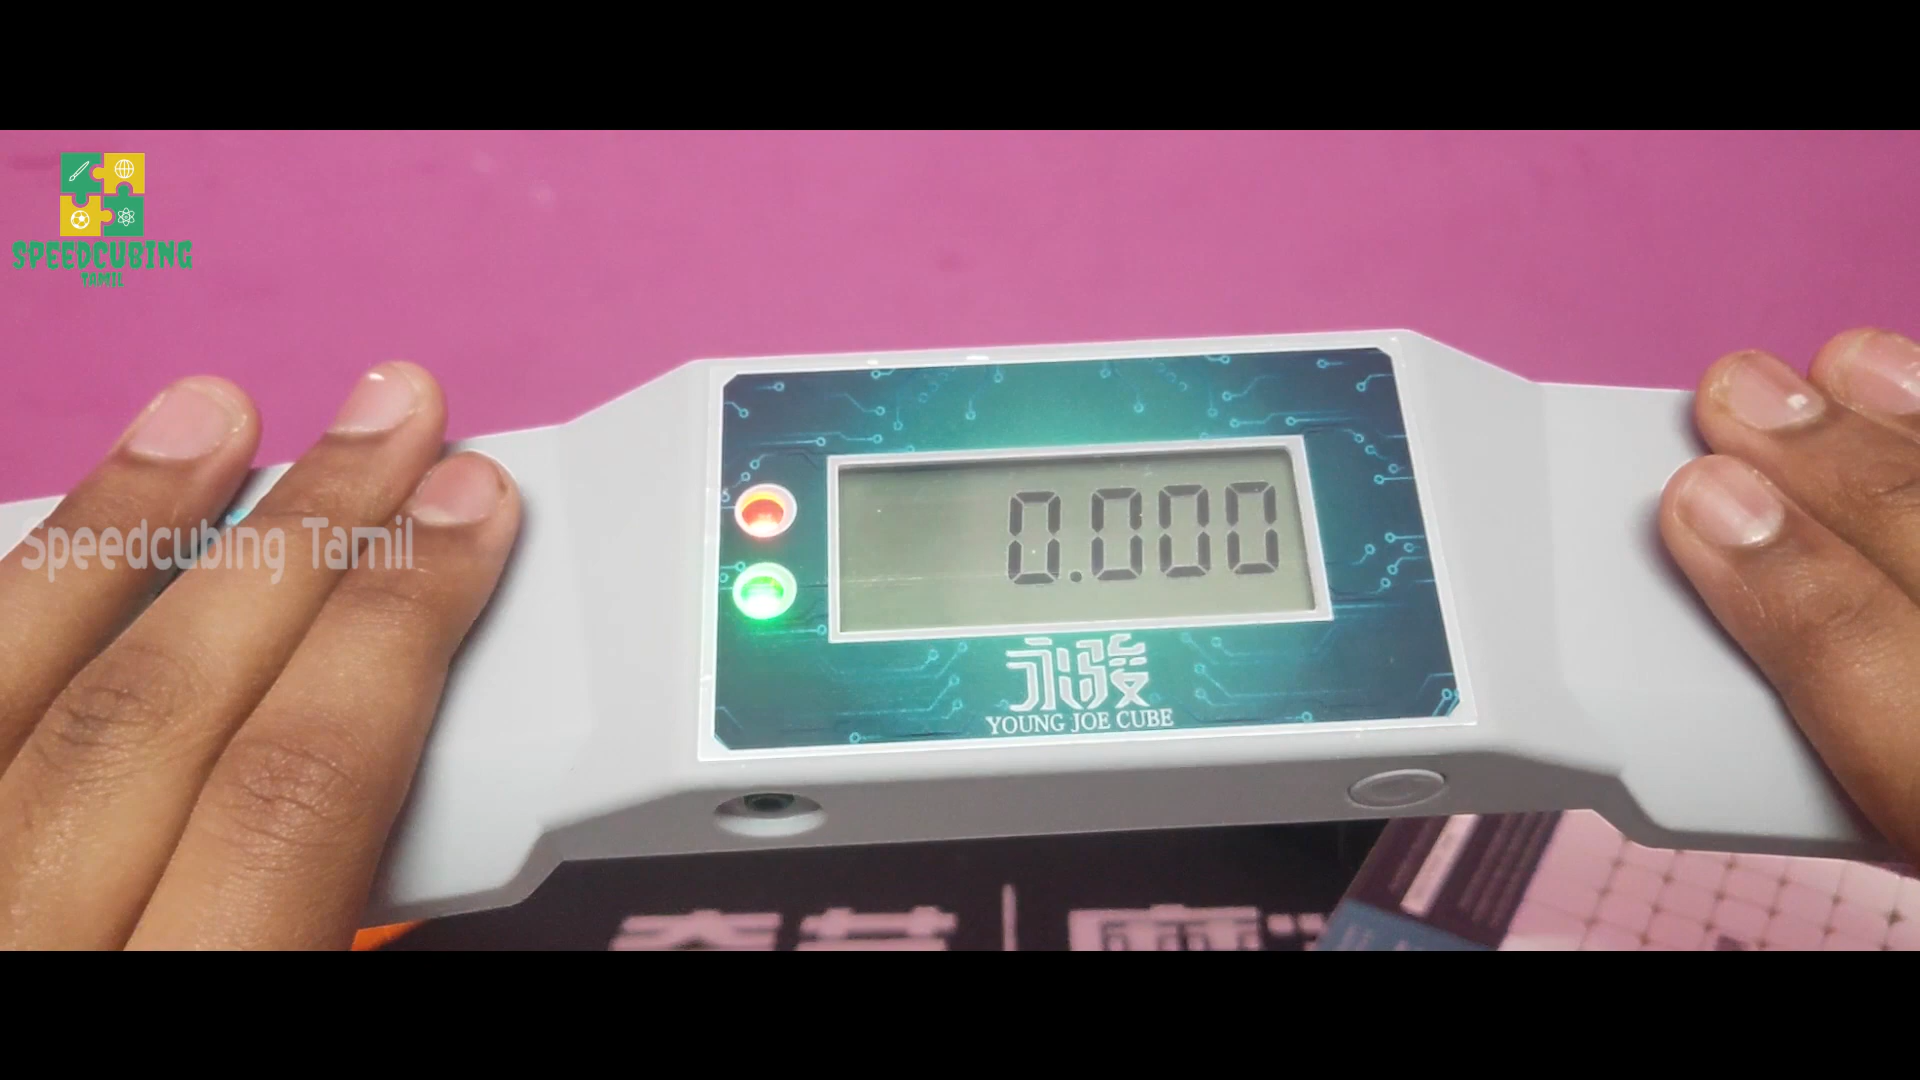 SPEEDCUBING
TAMIL
Speedcubing Tamil
0.000
永骏
YOUNG JOE CUBE